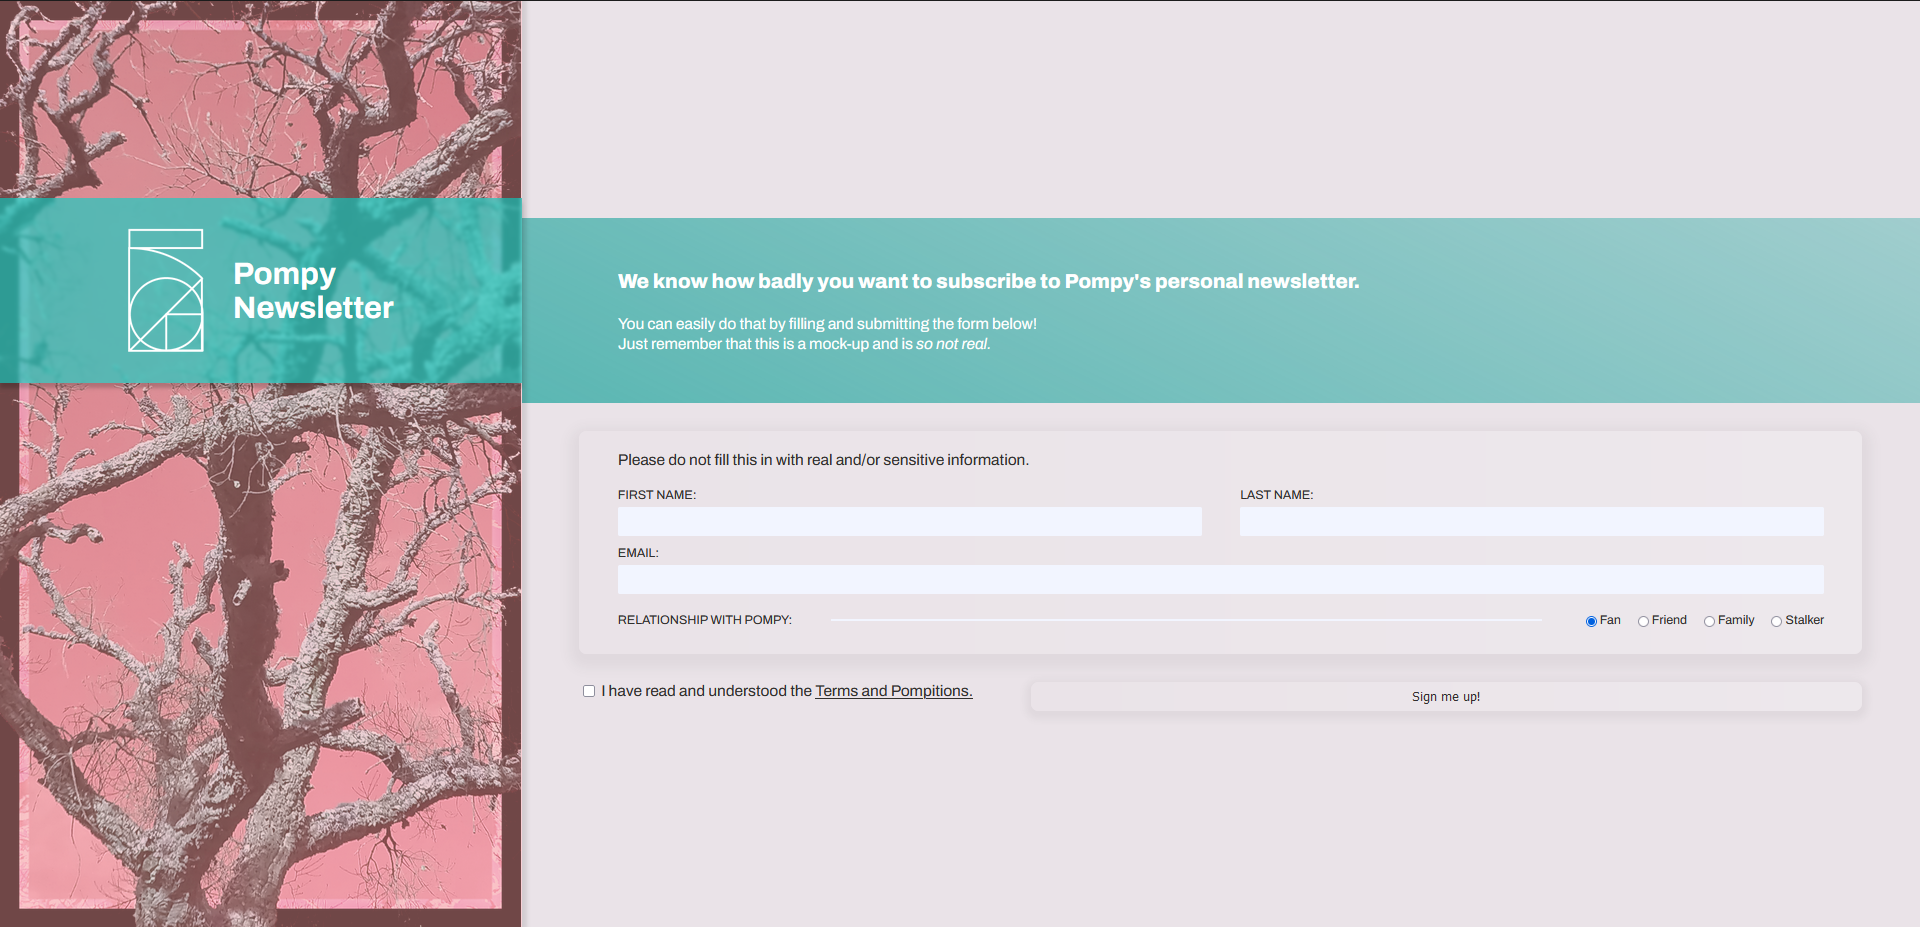 Pompy
Newsletter
We know how badly you want to subscribe to Pompy's personal newsletter.
You can easily do that by filling and submitting the form below!
Just remember that this is a mock-up and is so not real.
Please do not fill this in with real and/or sensitive information.
FIRST NAME:
LAST NAME:
EMAIL:
RELATIONSHIP WITH POMPY:
Fan
Friend
Family
Stalker
I have read and understood the Terms and Pompitions.
Sign me up!